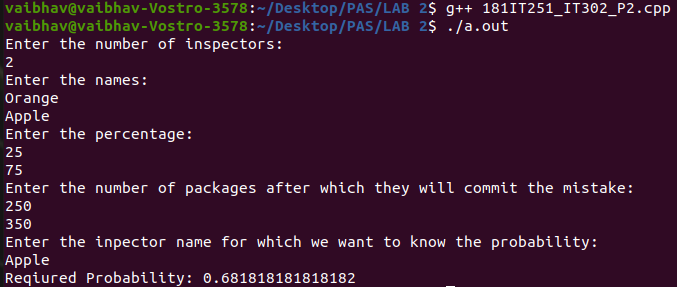 vaibhav@vaibhav-Vostro-3578:~/Desktop/PAS/LAB 2$ g++ 181IT251_IT302_P2.cpp
vaibhav@vaibhav-Vostro-3578:~/Desktop/PAS/LAB 2$ ./a.out
Enter the number of inspectors:
2
Enter the names:
Orange
Apple
Enter the percentage:
25
75
Enter the number of packages after which they will commit the mistake:
250
350
Enter the inpector name for which we want to know the probability:
Apple
Reqiured Probability: 0.681818181818182